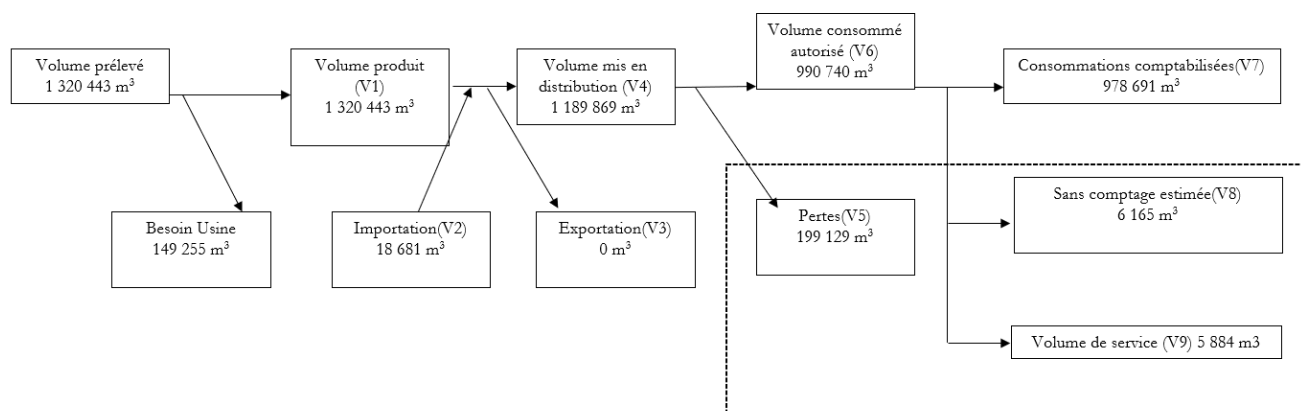 Volume prélevé
1 320 443 m³
Volume produit
(V1)
1 320 443 m³
Volume mis en
distribution (V4)
1 189 869 m³
Volume consommé
autorisé (V6)
990 740 m³
Consommations comptabilisées(V7)
978 691 m³
Besoin Usine
149 255 m³
Importation(V2)
18 681 m³
Exportation(V3)
0 m³
Pertes(V5)
199 129 m³
Sans comptage estimée(V8)
6 165 m³
Volume de service (V9) 5 884 m3